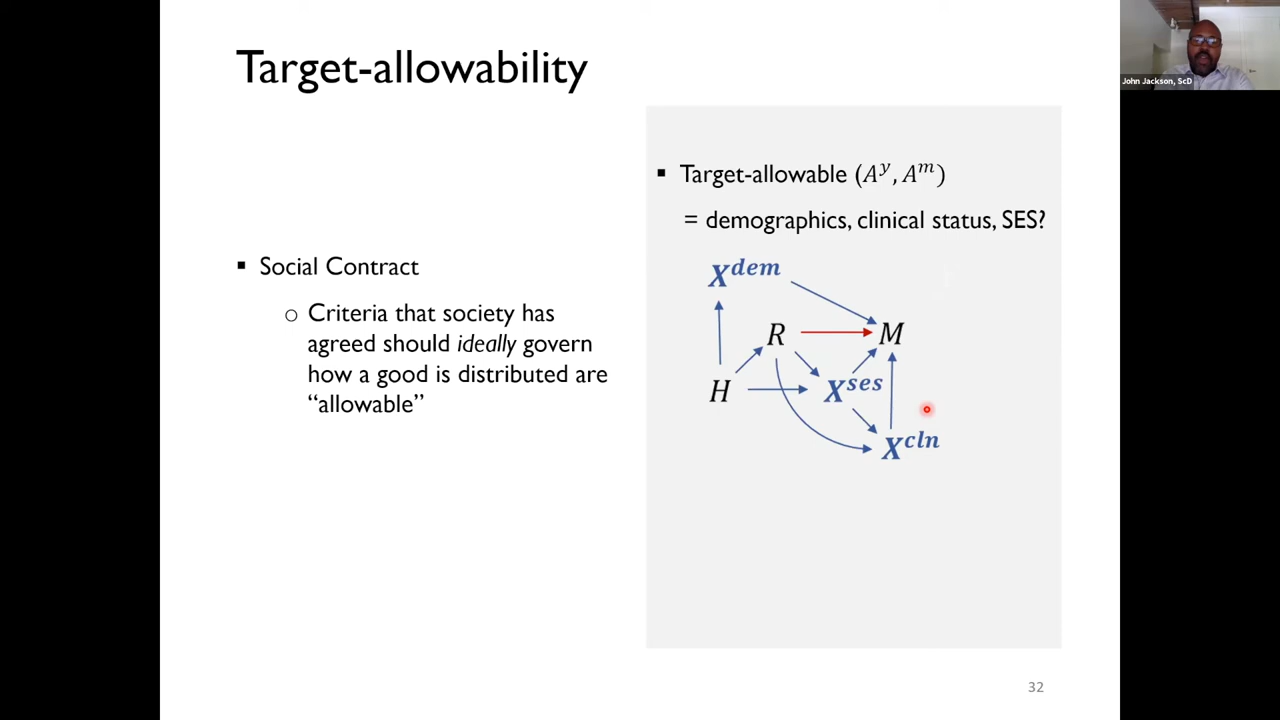 Target-allowability
John Jackson, ScD
▪ Social Contract
o Criteria that society has
agreed should ideally govern
how a good is distributed are
“allowable”
▪ Target-allowable (A^y, A^m)
= demographics, clinical status, SES?
X^dem
R
M
H
X^ses
X^cln
32